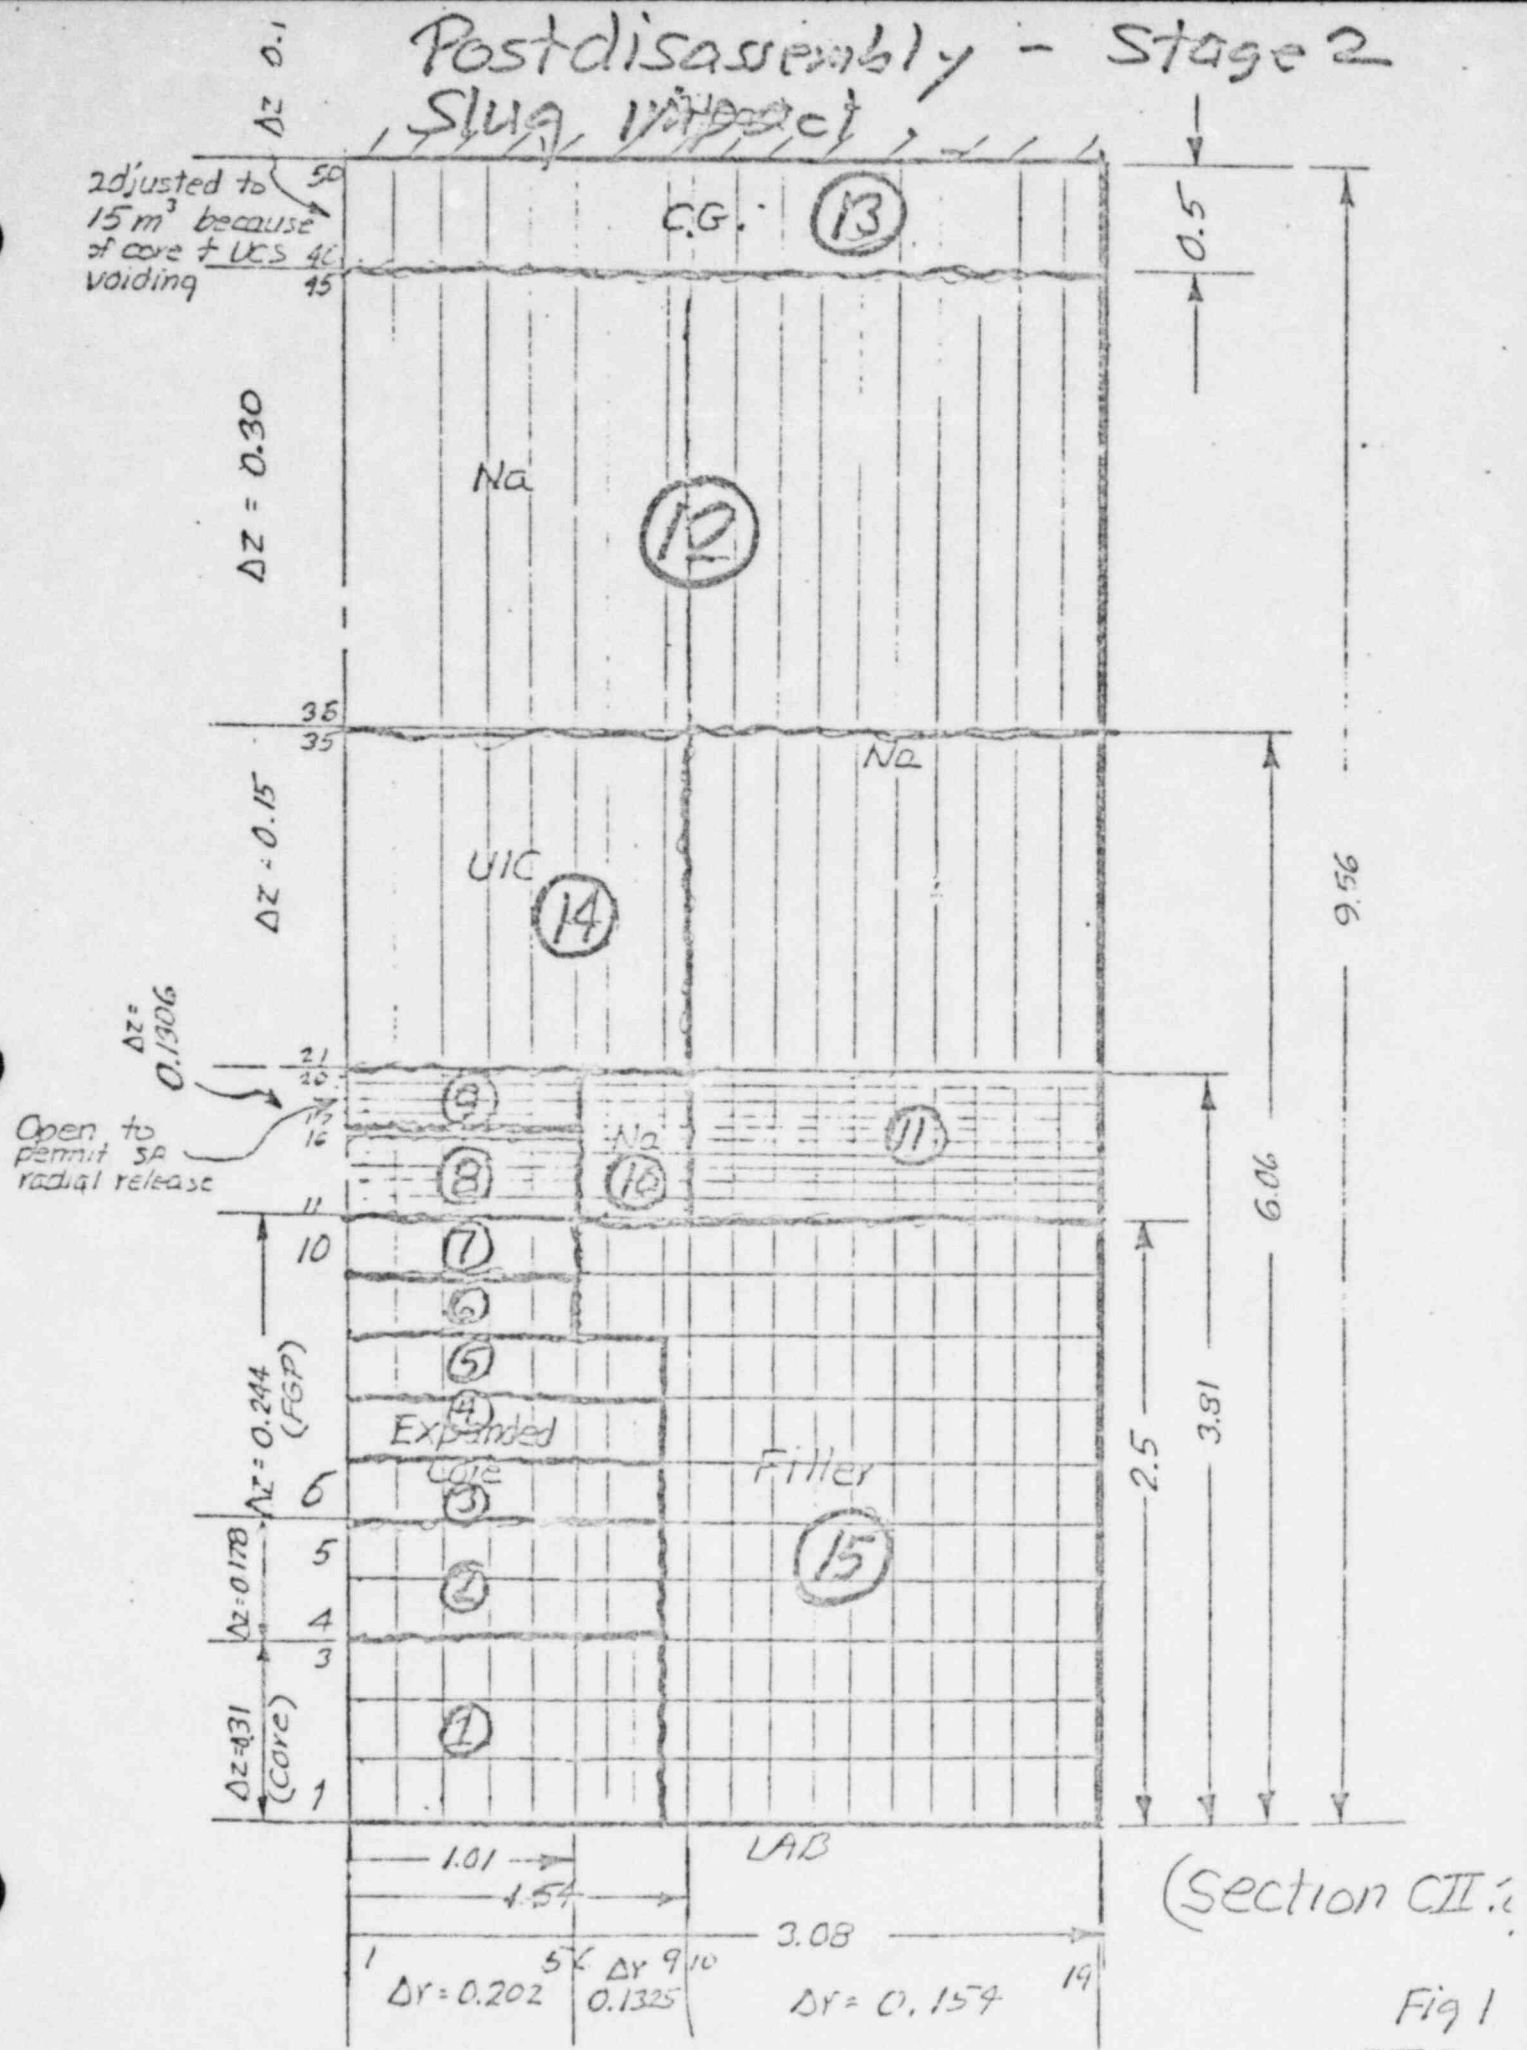 Postdisassembly - Stage 2
Slug impact
Δz 0.1
adjusted to
15 m³ because
of core + UCS
voiding
50
46
45
C.G.
13
0.5
Δz = 0.30
Na
12
36
35
Na
Δz = 0.15
UIC
14
9.56
6.06
3.81
2.5
Δz =
0.1306
Open to
permit SA
radial release
21
20
17
16
11
9
8
Na
10
11
10
7
6
5
4
Expanded
Core
3
Filler
15
Δz = 0.244
(FGP)
6
5
4
Δz=0.178
2
3
Δz=0.31
(Core)
1
1
LAB
1.01
1.54
3.08
1
5 6
9 10
19
Δr = 0.202
Δr
0.1325
Δr = 0.154
(Section CII.
Fig 1